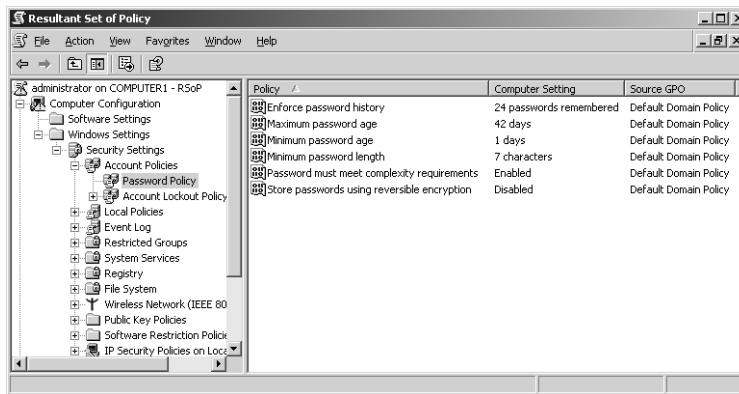 Resultant Set of Policy
File Action View Favorites Window Help
administrator on COMPUTER1 - RSoP
Computer Configuration
Software Settings
Windows Settings
Security Settings
Account Policies
Password Policy
Account Lockout Policy
Local Policies
Event Log
Restricted Groups
System Services
Registry
File System
Wireless Network (IEEE 80
Public Key Policies
Software Restriction Policie
IP Security Policies on Loca
Policy Computer Setting Source GPO
Enforce password history 24 passwords remembered Default Domain Policy
Maximum password age 42 days Default Domain Policy
Minimum password age 1 days Default Domain Policy
Minimum password length 7 characters Default Domain Policy
Password must meet complexity requirements Enabled Default Domain Policy
Store passwords using reversible encryption Disabled Default Domain Policy